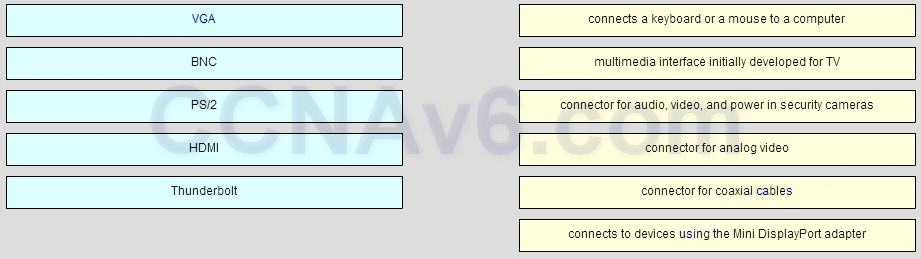 VGA
connects a keyboard or a mouse to a computer
BNC
multimedia interface initially developed for TV
PS/2
connector for audio, video, and power in security cameras
CCNAv6.com
HDMI
connector for analog video
Thunderbolt
connector for coaxial cables
connects to devices using the Mini DisplayPort adapter